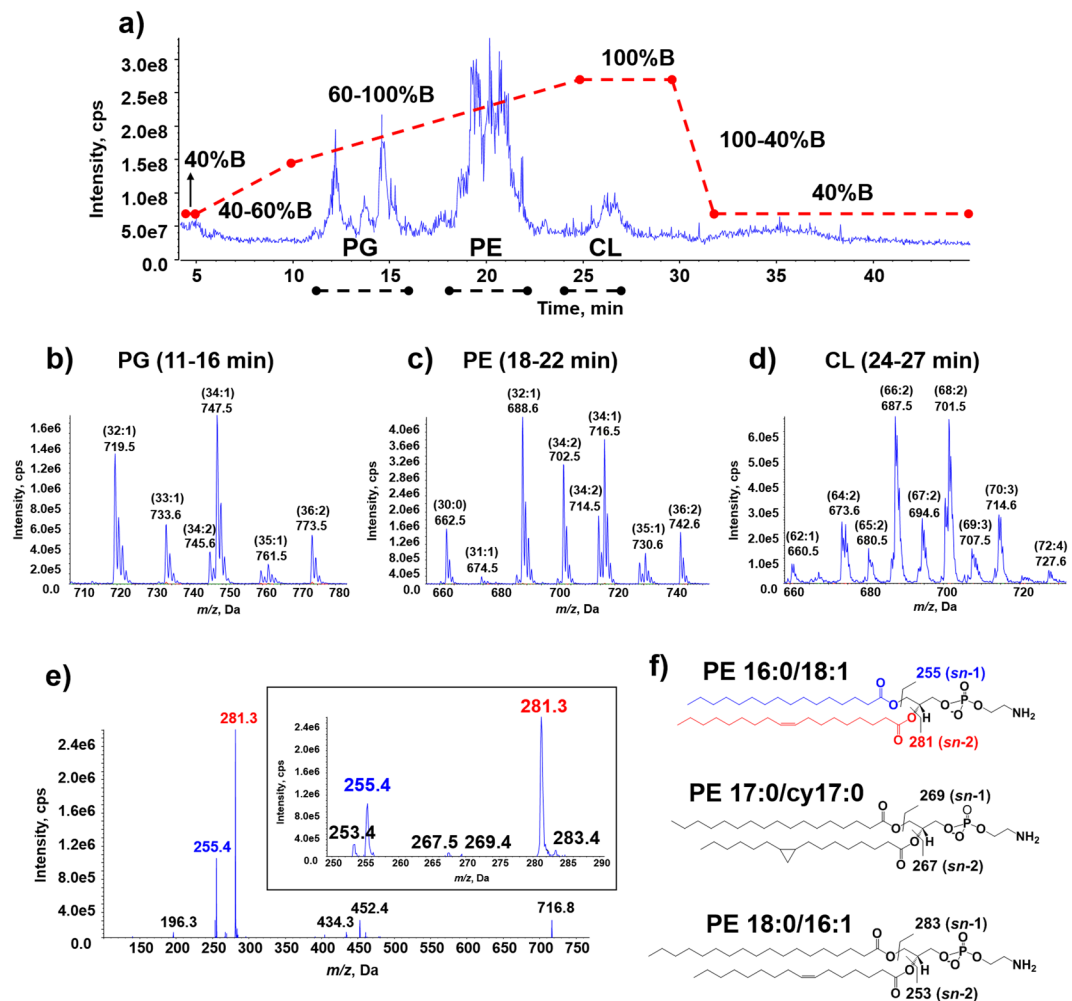 a)
Intensity, cps
3.0e8
2.5e8
2.0e8
1.5e8
1.0e8
5.0e7
0.0
40%B
40-60%B
60-100%B
100%B
100-40%B
40%B
PG
PE
CL
5 10 15 20 25 30 35 40
Time, min
b) PG (11-16 min)
Intensity, cps
1.6e6
1.4e6
1.2e6
1.0e6
8.0e5
6.0e5
4.0e5
2.0e5
0.0
(32:1)
719.5
(33:1)
733.6
(34:2)
745.6
(34:1)
747.5
(35:1)
761.5
(36:2)
773.5
710 720 730 740 750 760 770 780
m/z, Da
c) PE (18-22 min)
Intensity, cps
4.0e6
3.6e6
3.2e6
2.8e6
2.4e6
2.0e6
1.6e6
1.2e6
8.0e5
4.0e5
0.0
(30:0)
662.5
(31:1)
674.5
(32:1)
688.6
(34:2)
702.5
(34:2)
714.5
(34:1)
716.5
(35:1)
730.6
(36:2)
742.6
660 680 700 720 740
m/z, Da
d) CL (24-27 min)
Intensity, cps
6.0e5
5.0e5
4.0e5
3.0e5
2.0e5
1.0e5
0.0
(62:1)
660.5
(64:2)
673.6
(65:2)
680.5
(66:2)
687.5
(67:2)
694.6
(68:2)
701.5
(69:3)
707.5
(70:3)
714.6
(72:4)
727.6
660 680 700 720
m/z, Da
e)
Intensity, cps
2.4e6
2.0e6
1.6e6
1.2e6
8.0e5
4.0e5
0.0
196.3
255.4
281.3
434.3
452.4
716.8
150 200 250 300 350 400 450 500 550 600 650 700 750
m/z, Da
Intensity, cps
2.4e6
2.0e6
1.6e6
1.2e6
8.0e5
4.0e5
0.0
253.4
255.4
267.5
269.4
281.3
283.4
250 255 260 265 270 275 280 285 290
m/z, Da
f)
PE 16:0/18:1
255 (sn-1)
281 (sn-2)
O
O
O
O
H
O
P
O
-O
O
NH2
PE 17:0/cy17:0
269 (sn-1)
267 (sn-2)
O
O
O
O
H
O
P
O
-O
O
NH2
PE 18:0/16:1
283 (sn-1)
253 (sn-2)
O
O
O
O
H
O
P
O
-O
O
NH2